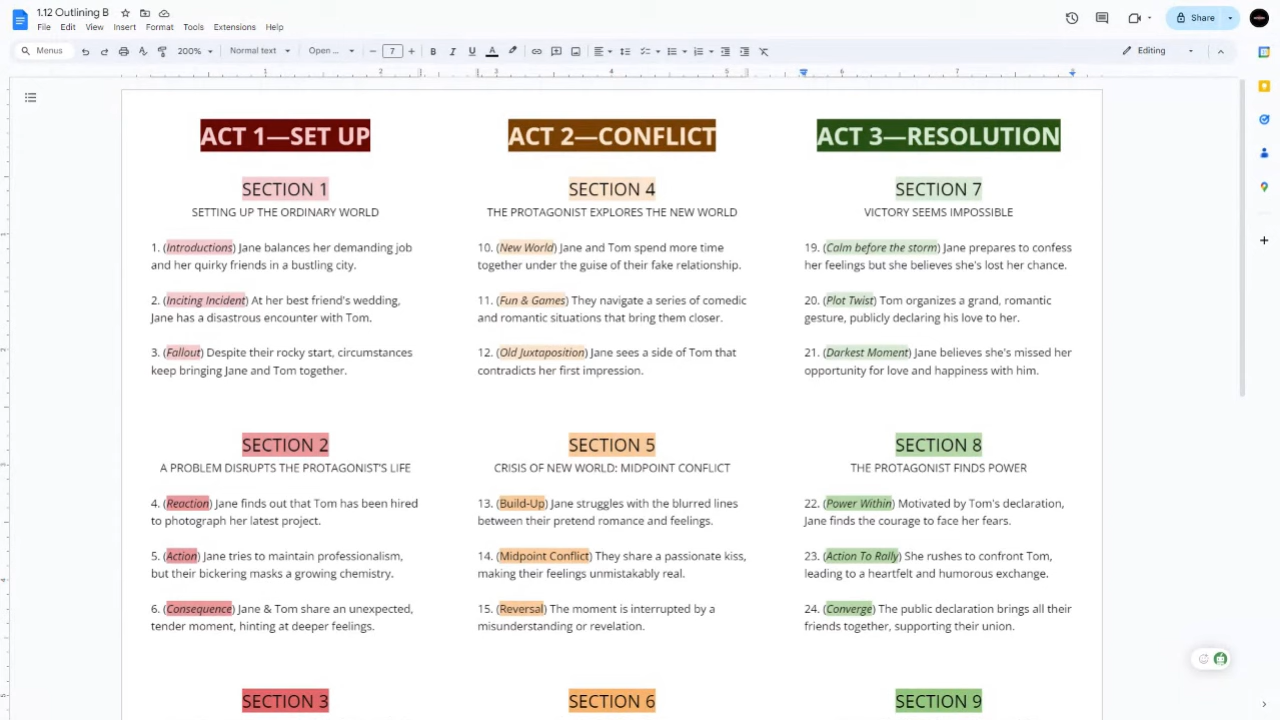 1.12 Outlining B
File Edit View Insert Format Tools Extensions Help
Share
Menus
200%
Normal text
Open ...
7
B I U A
Editing
1 2 3 4 5 6 7
ACT 1—SET UP
SECTION 1
SETTING UP THE ORDINARY WORLD
1. (Introductions) Jane balances her demanding job
and her quirky friends in a bustling city.
2. (Inciting Incident) At her best friend's wedding,
Jane has a disastrous encounter with Tom.
3. (Fallout) Despite their rocky start, circumstances
keep bringing Jane and Tom together.
SECTION 2
A PROBLEM DISRUPTS THE PROTAGONIST'S LIFE
4. (Reaction) Jane finds out that Tom has been hired
to photograph her latest project.
5. (Action) Jane tries to maintain professionalism,
but their bickering masks a growing chemistry.
6. (Consequence) Jane & Tom share an unexpected,
tender moment, hinting at deeper feelings.
SECTION 3
ACT 2—CONFLICT
SECTION 4
THE PROTAGONIST EXPLORES THE NEW WORLD
10. (New World) Jane and Tom spend more time
together under the guise of their fake relationship.
11. (Fun & Games) They navigate a series of comedic
and romantic situations that bring them closer.
12. (Old Juxtaposition) Jane sees a side of Tom that
contradicts her first impression.
SECTION 5
CRISIS OF NEW WORLD: MIDPOINT CONFLICT
13. (Build-Up) Jane struggles with the blurred lines
between their pretend romance and feelings.
14. (Midpoint Conflict) They share a passionate kiss,
making their feelings unmistakably real.
15. (Reversal) The moment is interrupted by a
misunderstanding or revelation.
SECTION 6
ACT 3—RESOLUTION
SECTION 7
VICTORY SEEMS IMPOSSIBLE
19. (Calm before the storm) Jane prepares to confess
her feelings but she believes she's lost her chance.
20. (Plot Twist) Tom organizes a grand, romantic
gesture, publicly declaring his love to her.
21. (Darkest Moment) Jane believes she's missed her
opportunity for love and happiness with him.
SECTION 8
THE PROTAGONIST FINDS POWER
22. (Power Within) Motivated by Tom's declaration,
Jane finds the courage to face her fears.
23. (Action To Rally) She rushes to confront Tom,
leading to a heartfelt and humorous exchange.
24. (Converge) The public declaration brings all their
friends together, supporting their union.
SECTION 9